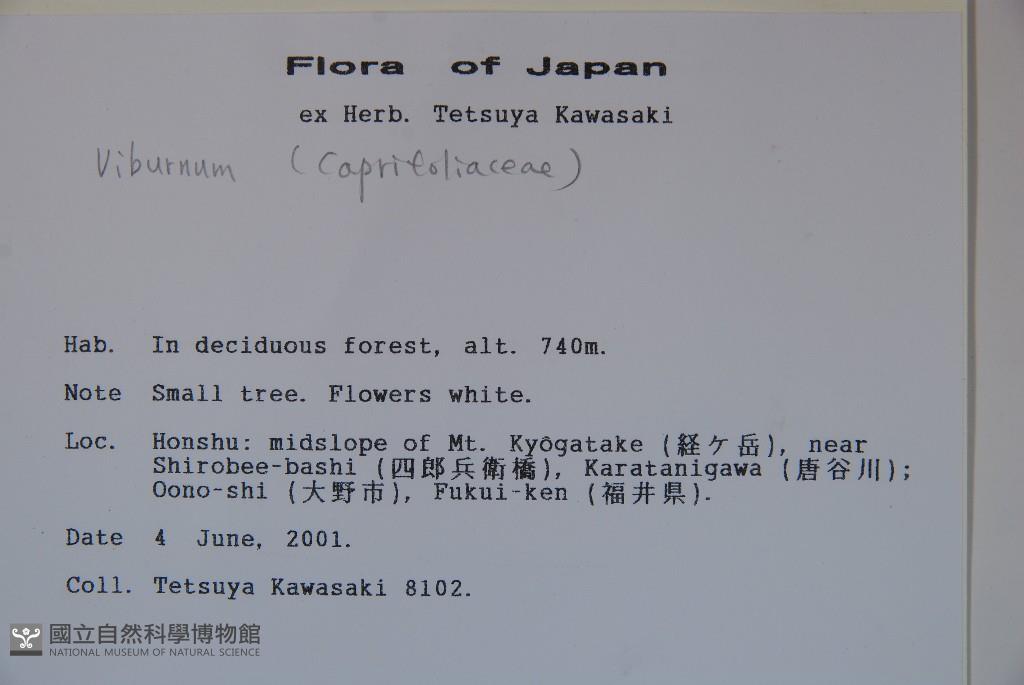 Flora of Japan
ex Herb. Tetsuya Kawasaki
Viburnum (Caprifoliaceae)
Hab. In deciduous forest, alt. 740m.
Note Small tree. Flowers white.
Loc. Honshu: midslope of Mt. Kyôgatake (経ケ岳), near
Shirobee-bashi (四郎兵衛橋), Karatanigawa (唐谷川);
Oono-shi (大野市), Fukui-ken (福井県).
Date 4 June, 2001.
Coll. Tetsuya Kawasaki 8102.
國立自然科學博物館
NATIONAL MUSEUM OF NATURAL SCIENCE